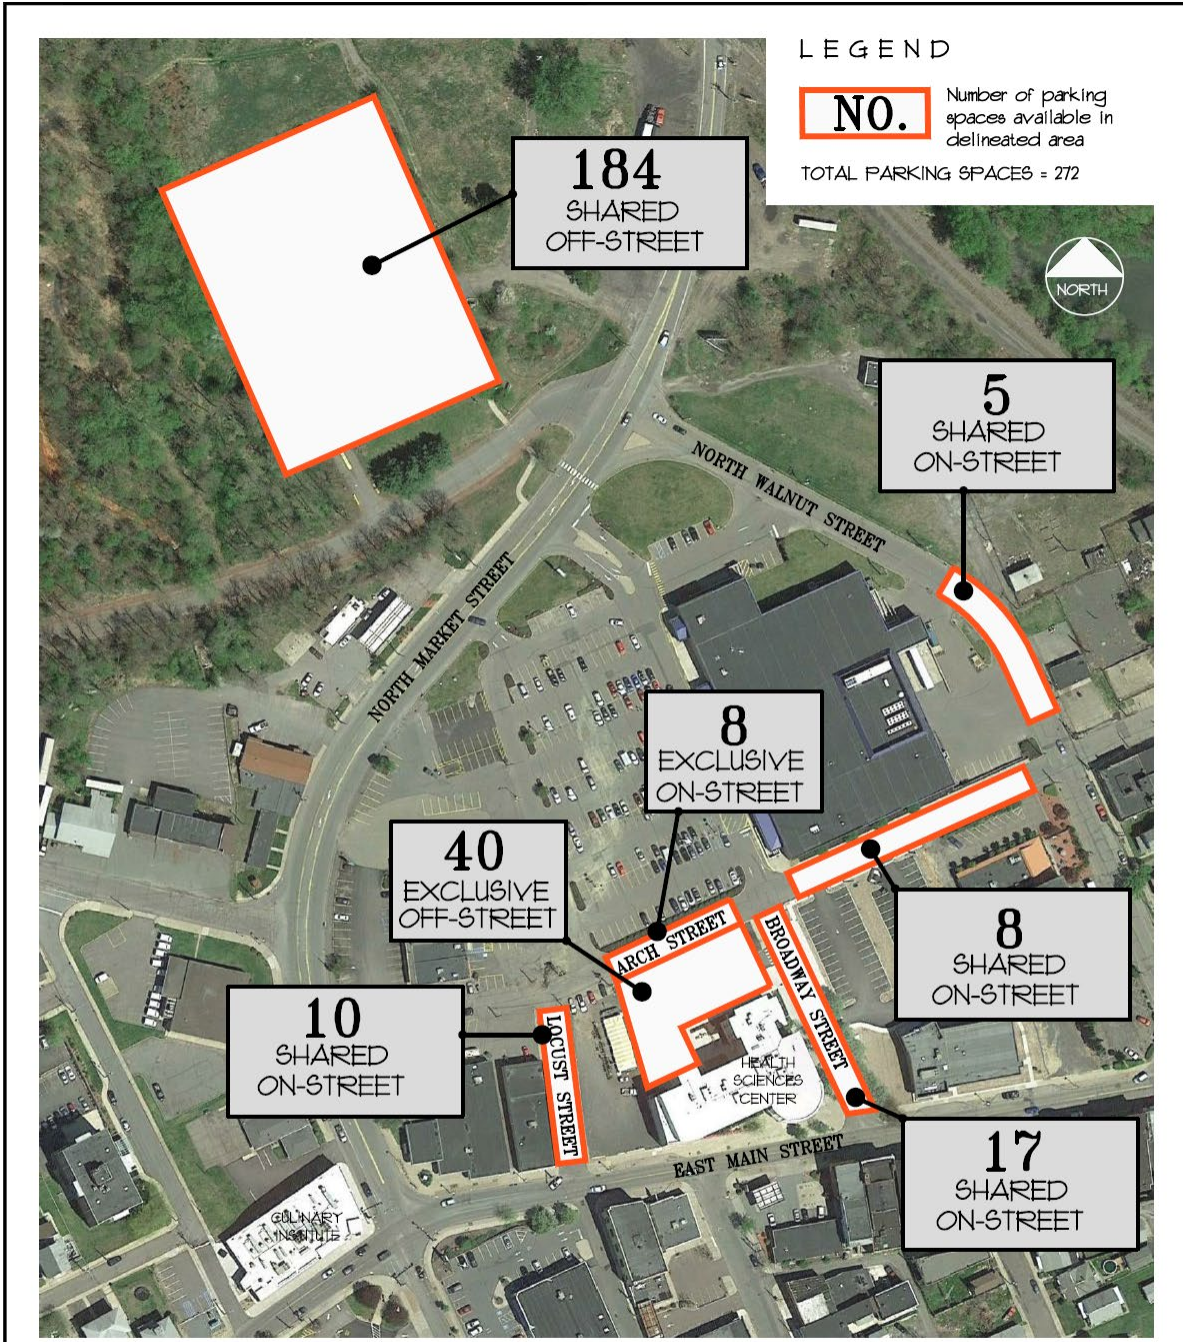 LEGEND
NO.
Number of parking
spaces available in
delineated area
TOTAL PARKING SPACES = 272
184
SHARED
OFF-STREET
NORTH
5
SHARED
ON-STREET
NORTH WALNUT STREET
NORTH MARKET STREET
8
EXCLUSIVE
ON-STREET
40
EXCLUSIVE
OFF-STREET
ARCH STREET
BROADWAY STREET
8
SHARED
ON-STREET
10
SHARED
ON-STREET
LOCUST STREET
HEALTH
SCIENCES
CENTER
EAST MAIN STREET
17
SHARED
ON-STREET
CULINARY
INSTITUTE